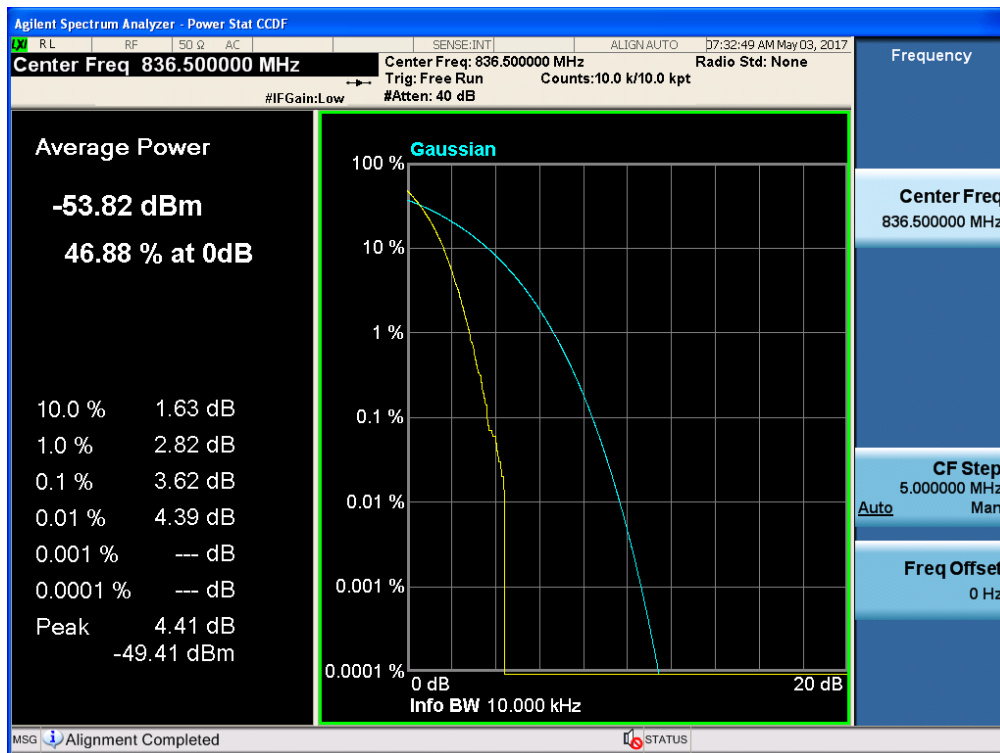 Agilent Spectrum Analyzer - Power Stat CCDF
LXI RL RF 50 Ω AC SENSE:INT ALIGN AUTO 07:32:49 AM May 03, 2017
Center Freq 836.500000 MHz
Center Freq: 836.500000 MHz Radio Std: None
Trig: Free Run Counts:10.0 k/10.0 kpt
#IFGain:Low #Atten: 40 dB
Average Power
-53.82 dBm
46.88 % at 0dB
10.0 % 1.63 dB
1.0 % 2.82 dB
0.1 % 3.62 dB
0.01 % 4.39 dB
0.001 % --- dB
0.0001 % --- dB
Peak 4.41 dB
-49.41 dBm
Gaussian
100 %
10 %
1 %
0.1 %
0.01 %
0.001 %
0.0001 %
0 dB 20 dB
Info BW 10.000 kHz
Frequency
Center Freq
836.500000 MHz
CF Step
5.000000 MHz
Auto Man
Freq Offset
0 Hz
MSG Alignment Completed STATUS